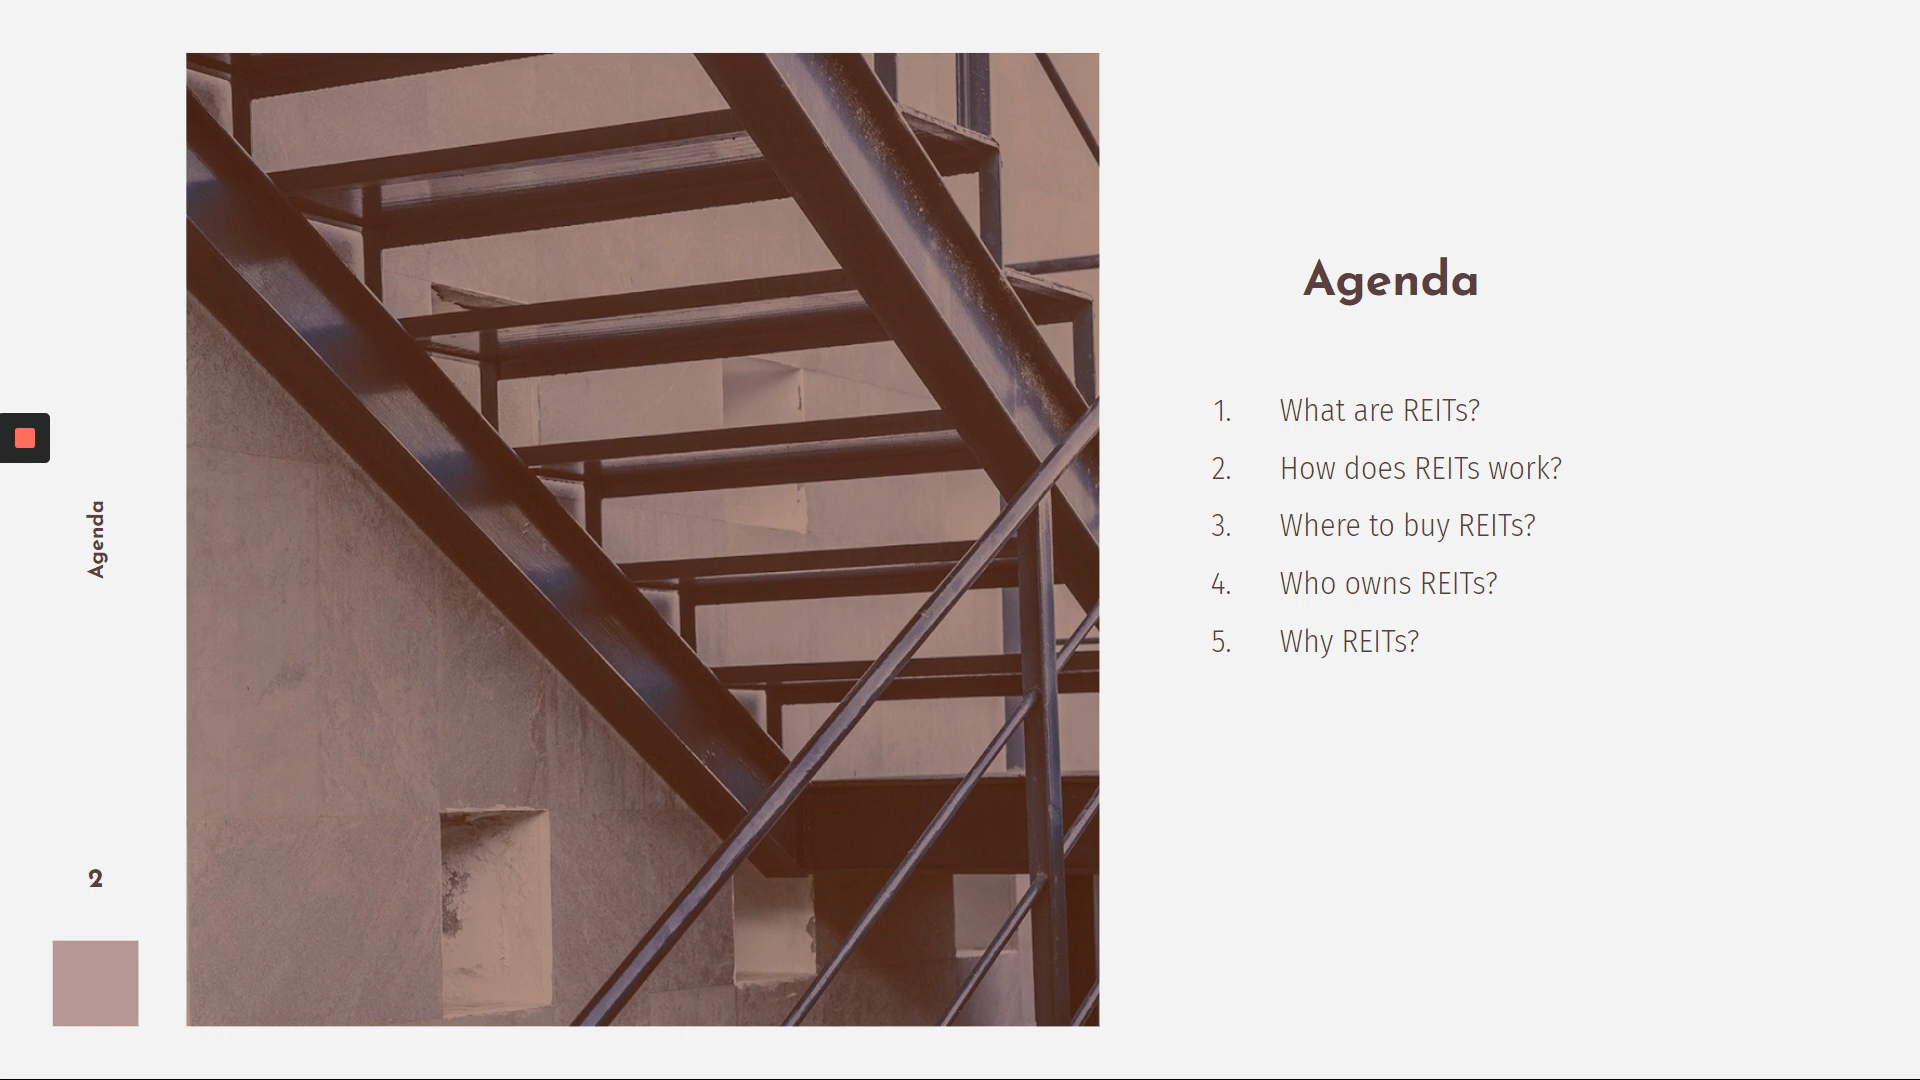 Agenda
2
Agenda
1. What are REITs?
2. How does REITs work?
3. Where to buy REITs?
4. Who owns REITs?
5. Why REITs?